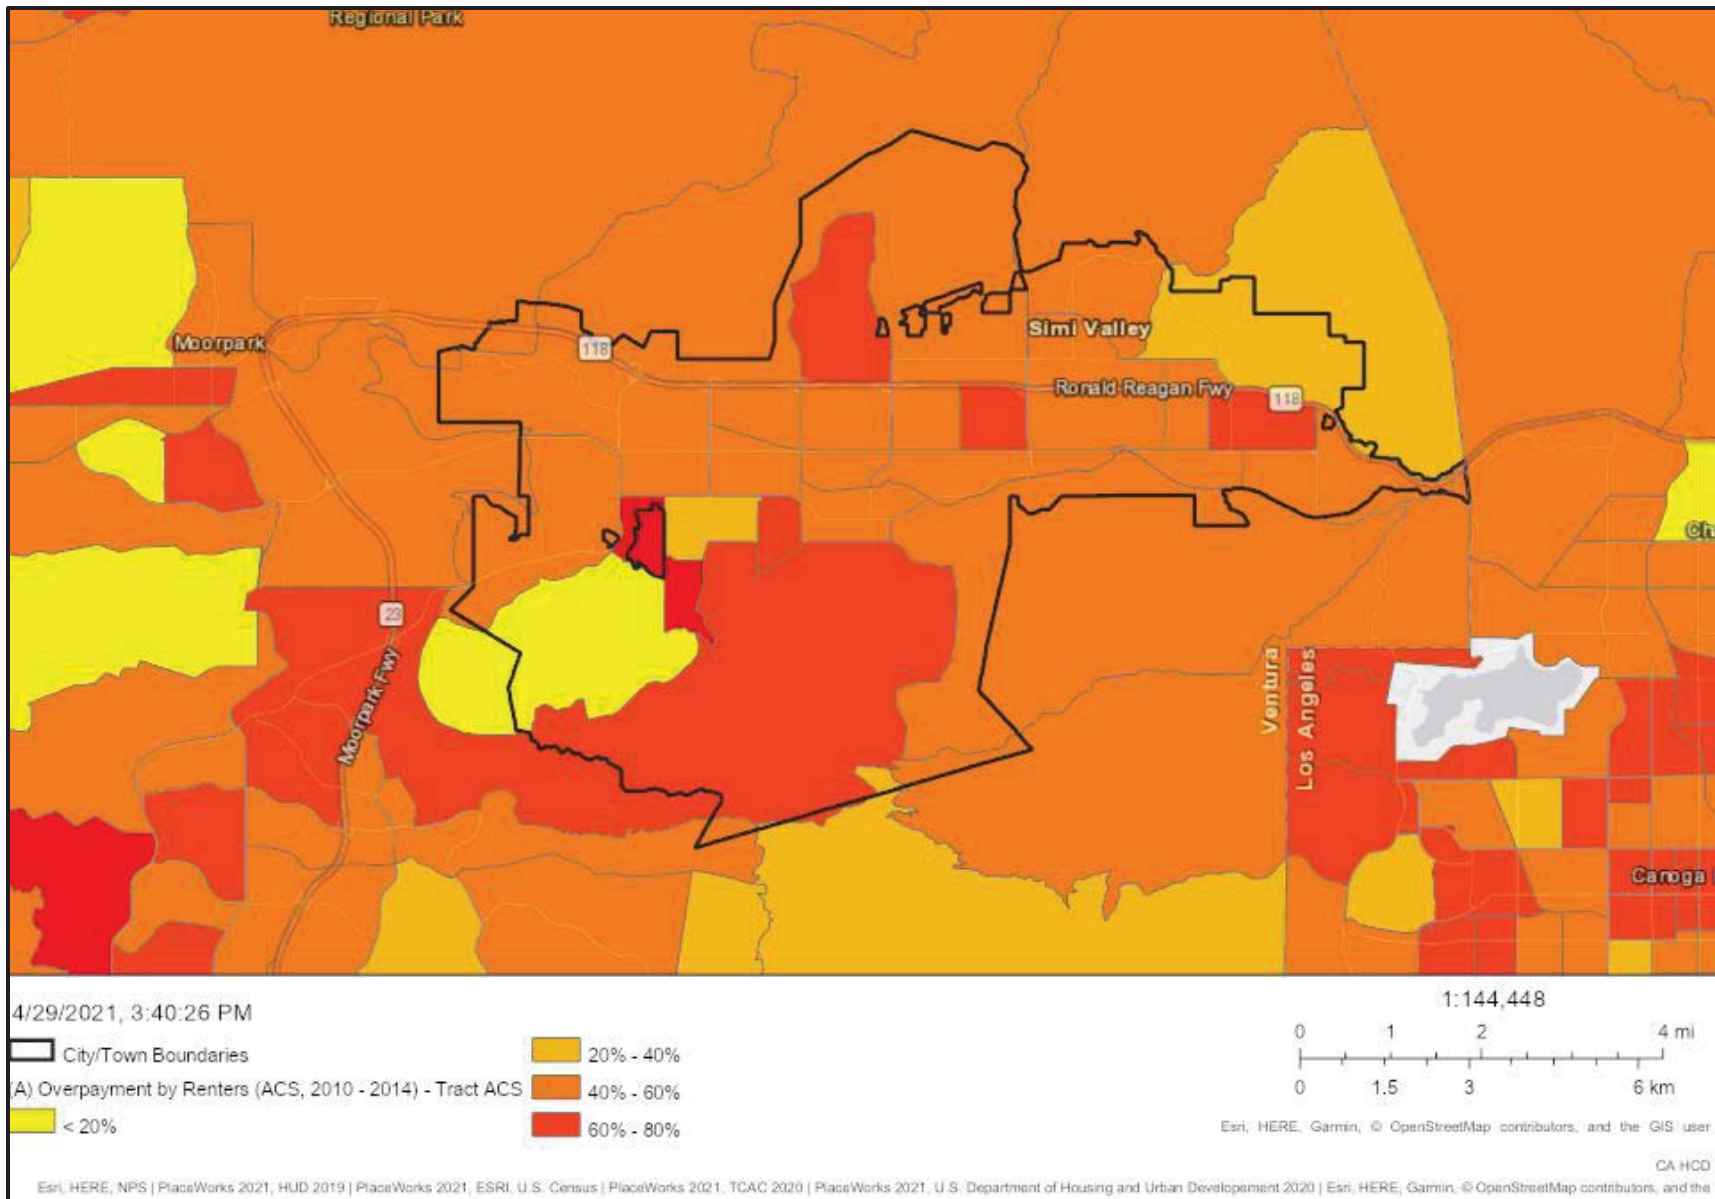 Regional Park
Moorpark
118
Simi Valley
Ronald Reagan Fwy
118
Ch
23
Moorpark Fwy
Ventura
Los Angeles
Canoga
4/29/2021, 3:40:26 PM
City/Town Boundaries
(A) Overpayment by Renters (ACS, 2010 - 2014) - Tract ACS
< 20%
20% - 40%
40% - 60%
60% - 80%
1:144,448
0 1 2 4 mi
0 1.5 3 6 km
Esri, HERE, Garmin, © OpenStreetMap contributors, and the GIS user
CA HCD
Esri, HERE, NPS | PlaceWorks 2021, HUD 2019 | PlaceWorks 2021, ESRI, U.S. Census | PlaceWorks 2021, TCAC 2020 | PlaceWorks 2021, U.S. Department of Housing and Urban Developement 2020 | Esri, HERE, Garmin, © OpenStreetMap contributors, and the